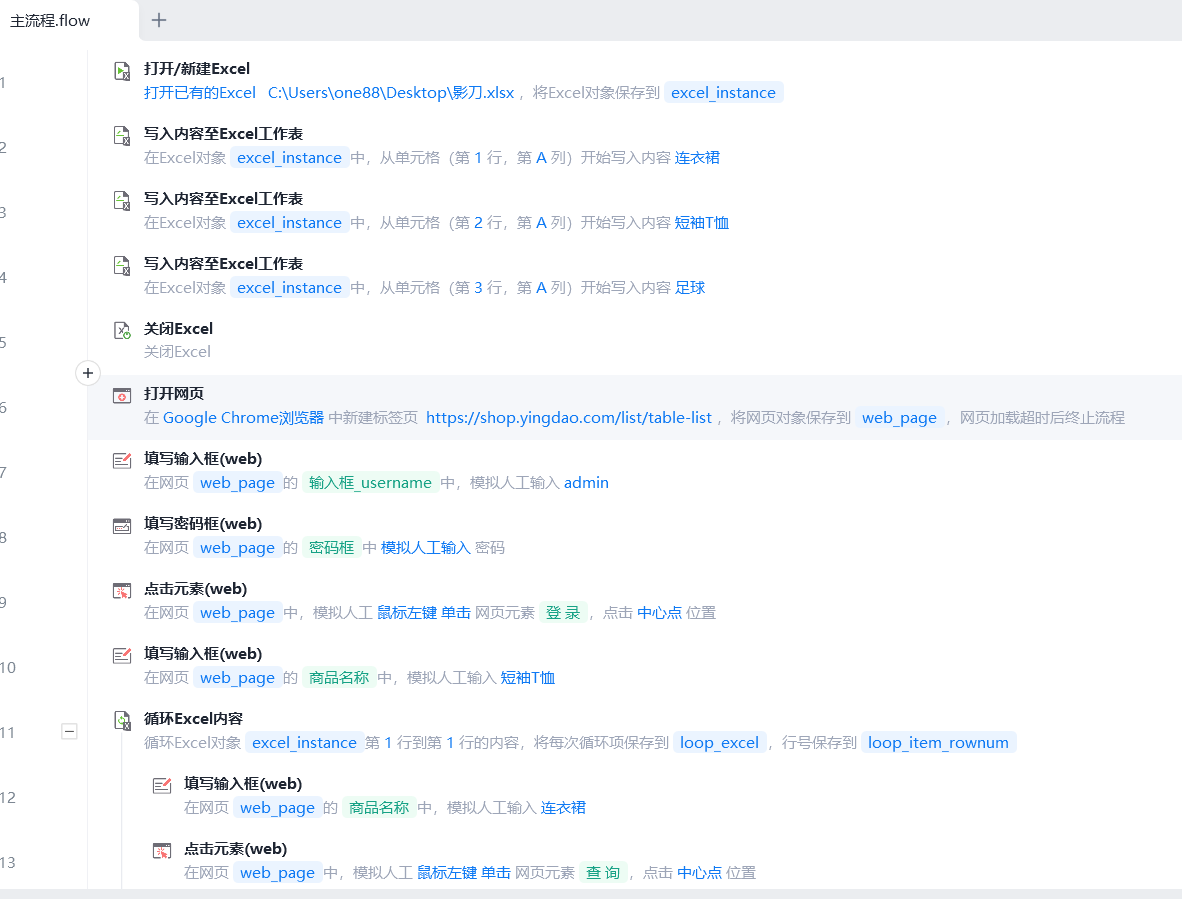 主流程.flow
1
打开/新建Excel
打开已有的Excel C:\Users\one88\Desktop\影刀.xlsx ，将Excel对象保存到 excel_instance
2
写入内容至Excel工作表
在Excel对象 excel_instance 中，从单元格（第 1 行，第 A 列）开始写入内容 连衣裙
3
写入内容至Excel工作表
在Excel对象 excel_instance 中，从单元格（第 2 行，第 A 列）开始写入内容 短袖T恤
4
写入内容至Excel工作表
在Excel对象 excel_instance 中，从单元格（第 3 行，第 A 列）开始写入内容 足球
5
关闭Excel
关闭Excel
6
打开网页
在 Google Chrome浏览器 中新建标签页 https://shop.yingdao.com/list/table-list ，将网页对象保存到 web_page ，网页加载超时后终止流程
7
填写输入框(web)
在网页 web_page 的 输入框_username 中，模拟人工输入 admin
8
填写密码框(web)
在网页 web_page 的 密码框 中 模拟人工输入 密码
9
点击元素(web)
在网页 web_page 中，模拟人工 鼠标左键 单击 网页元素 登 录 ，点击 中心点 位置
10
填写输入框(web)
在网页 web_page 的 商品名称 中，模拟人工输入 短袖T恤
11
循环Excel内容
循环Excel对象 excel_instance 第 1 行到第 1 行的内容，将每次循环项保存到 loop_excel ，行号保存到 loop_item_rownum
12
填写输入框(web)
在网页 web_page 的 商品名称 中，模拟人工输入 连衣裙
13
点击元素(web)
在网页 web_page 中，模拟人工 鼠标左键 单击 网页元素 查 询 ，点击 中心点 位置